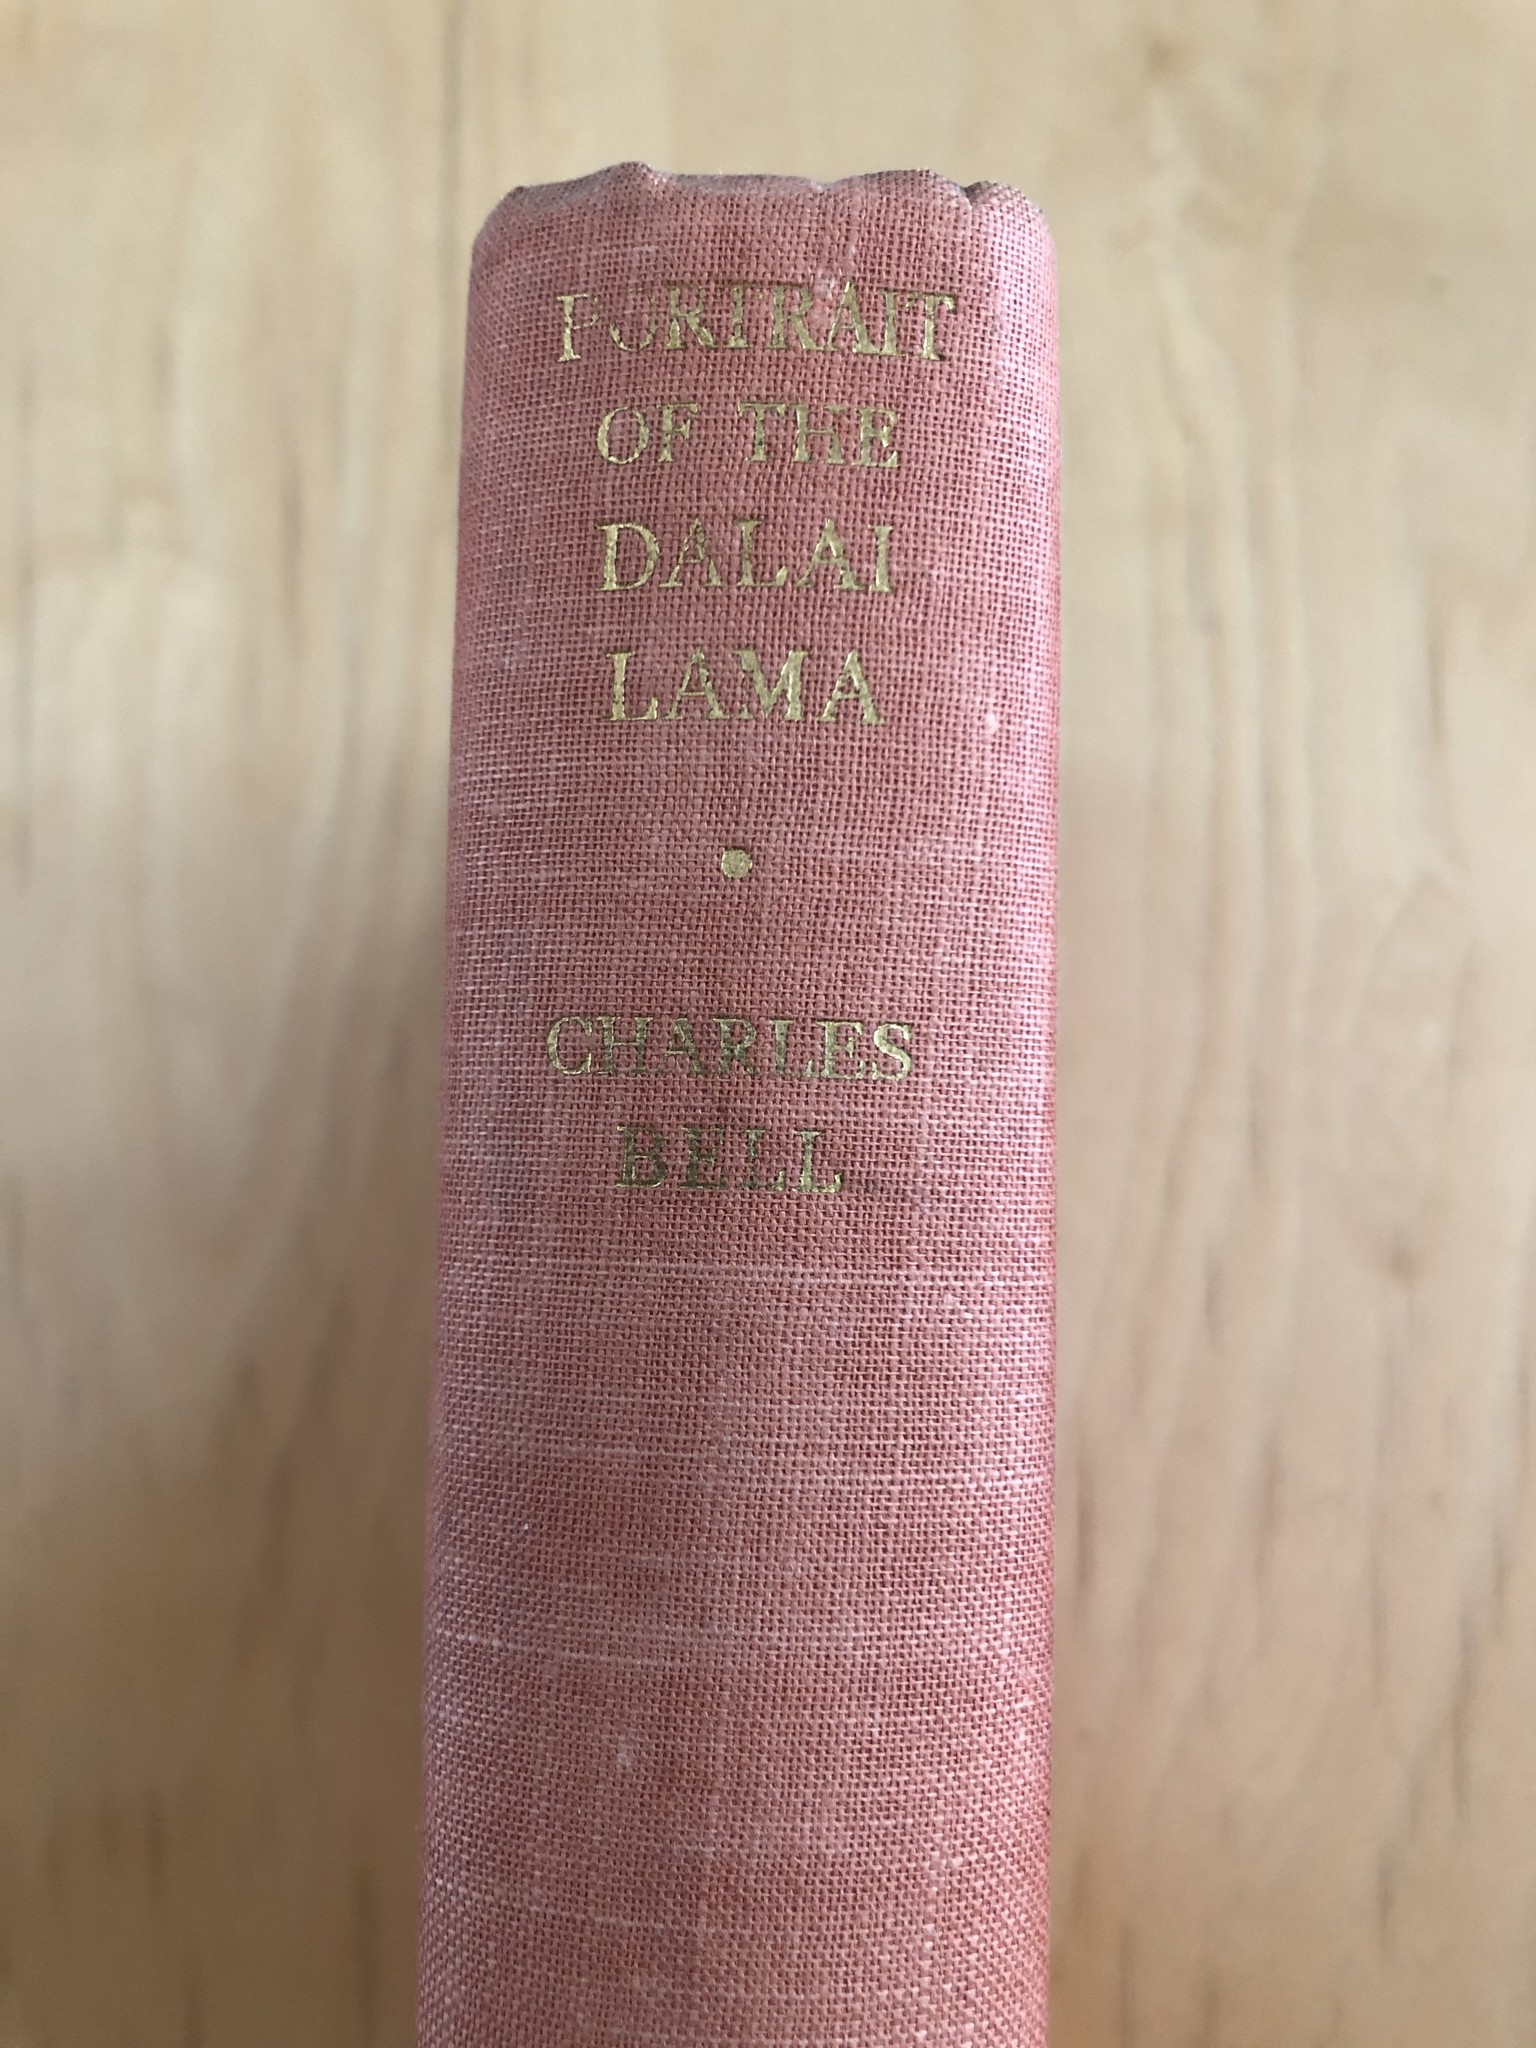 PORTRAIT
OF THE
DALAI
LAMA
•
CHARLES
BELL